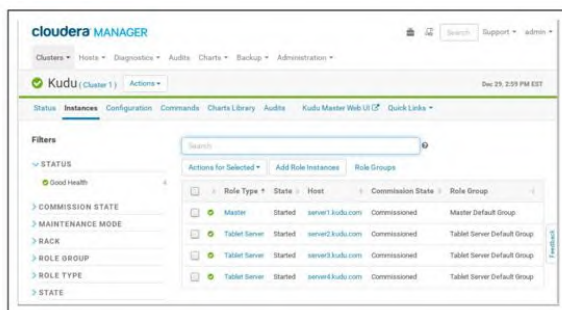 cloudera MANAGER
Search Support admin
Clusters Hosts Diagnostics Audits Charts Backup Administration
Kudu (Cluster 1) Actions Dec 29, 2:59 PM EST
Status Instances Configuration Commands Charts Library Audits Kudu Master Web UI Quick Links
Filters
Search
STATUS
Actions for Selected Add Role Instances Role Groups
Good Health 4
Role Type State Host Commission State Role Group
COMMISSION STATE
Master Started server1.kudu.com Commissioned Master Default Group
MAINTENANCE MODE
Tablet Server Started server2.kudu.com Commissioned Tablet Server Default Group
RACK
ROLE GROUP
Tablet Server Started server3.kudu.com Commissioned Tablet Server Default Group
ROLE TYPE
Tablet Server Started server4.kudu.com Commissioned Tablet Server Default Group
STATE
Feedback